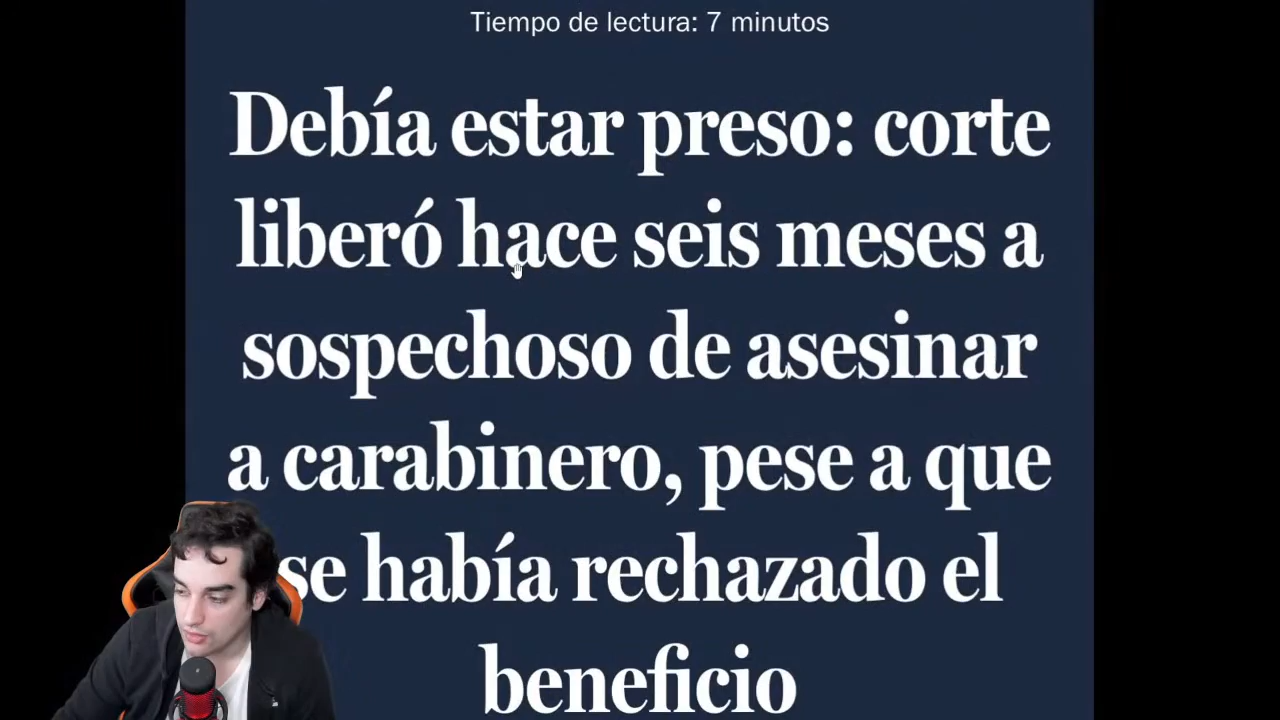 Tiempo de lectura: 7 minutos
Debía estar preso: corte
liberó hace seis meses a
sospechoso de asesinar
a carabinero, pese a que
se había rechazado el
beneficio